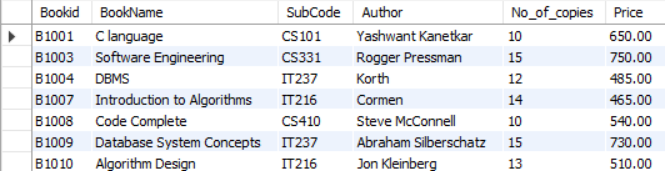 Bookid BookName SubCode Author No_of_copies Price
B1001 C language CS101 Yashwant Kanetkar 10 650.00
B1003 Software Engineering CS331 Rogger Pressman 15 750.00
B1004 DBMS IT237 Korth 12 485.00
B1007 Introduction to Algorithms IT216 Cormen 14 465.00
B1008 Code Complete CS410 Steve McConnell 10 540.00
B1009 Database System Concepts IT237 Abraham Silberschatz 15 730.00
B1010 Algorithm Design IT216 Jon Kleinberg 13 510.00